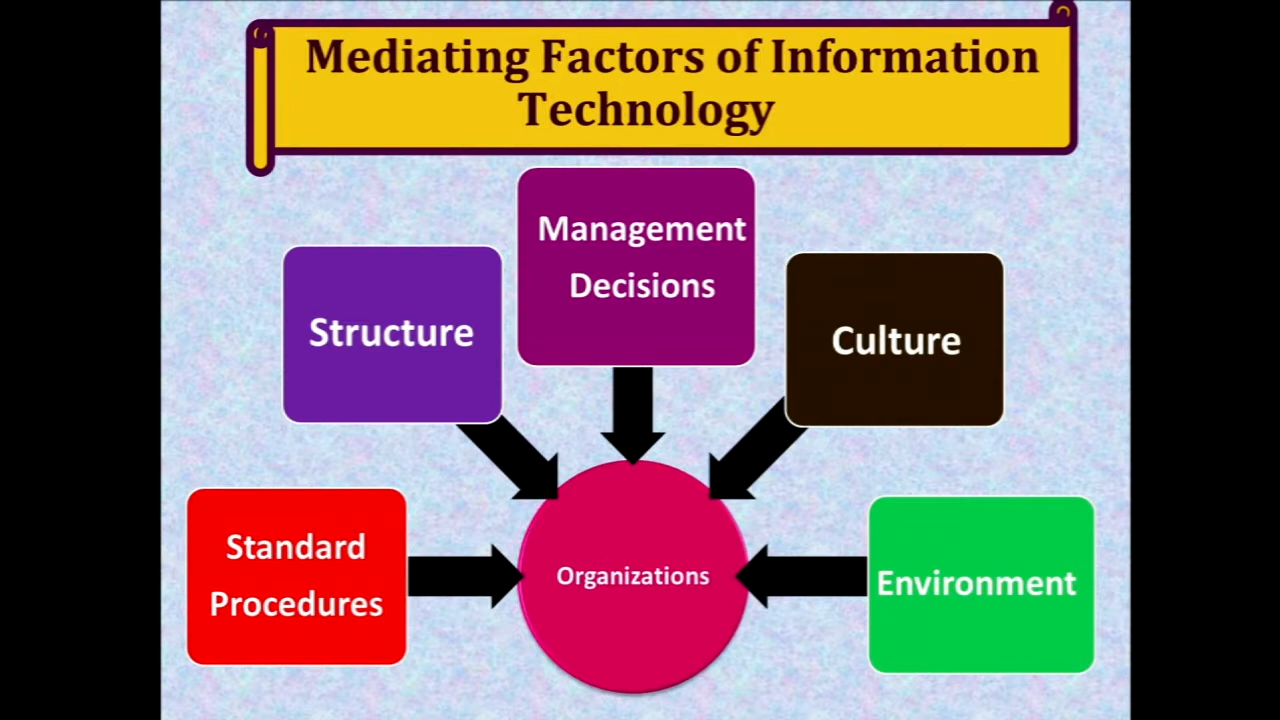 Mediating Factors of Information
Technology
Management
Decisions
Structure
Culture
Standard
Procedures
Organizations
Environment